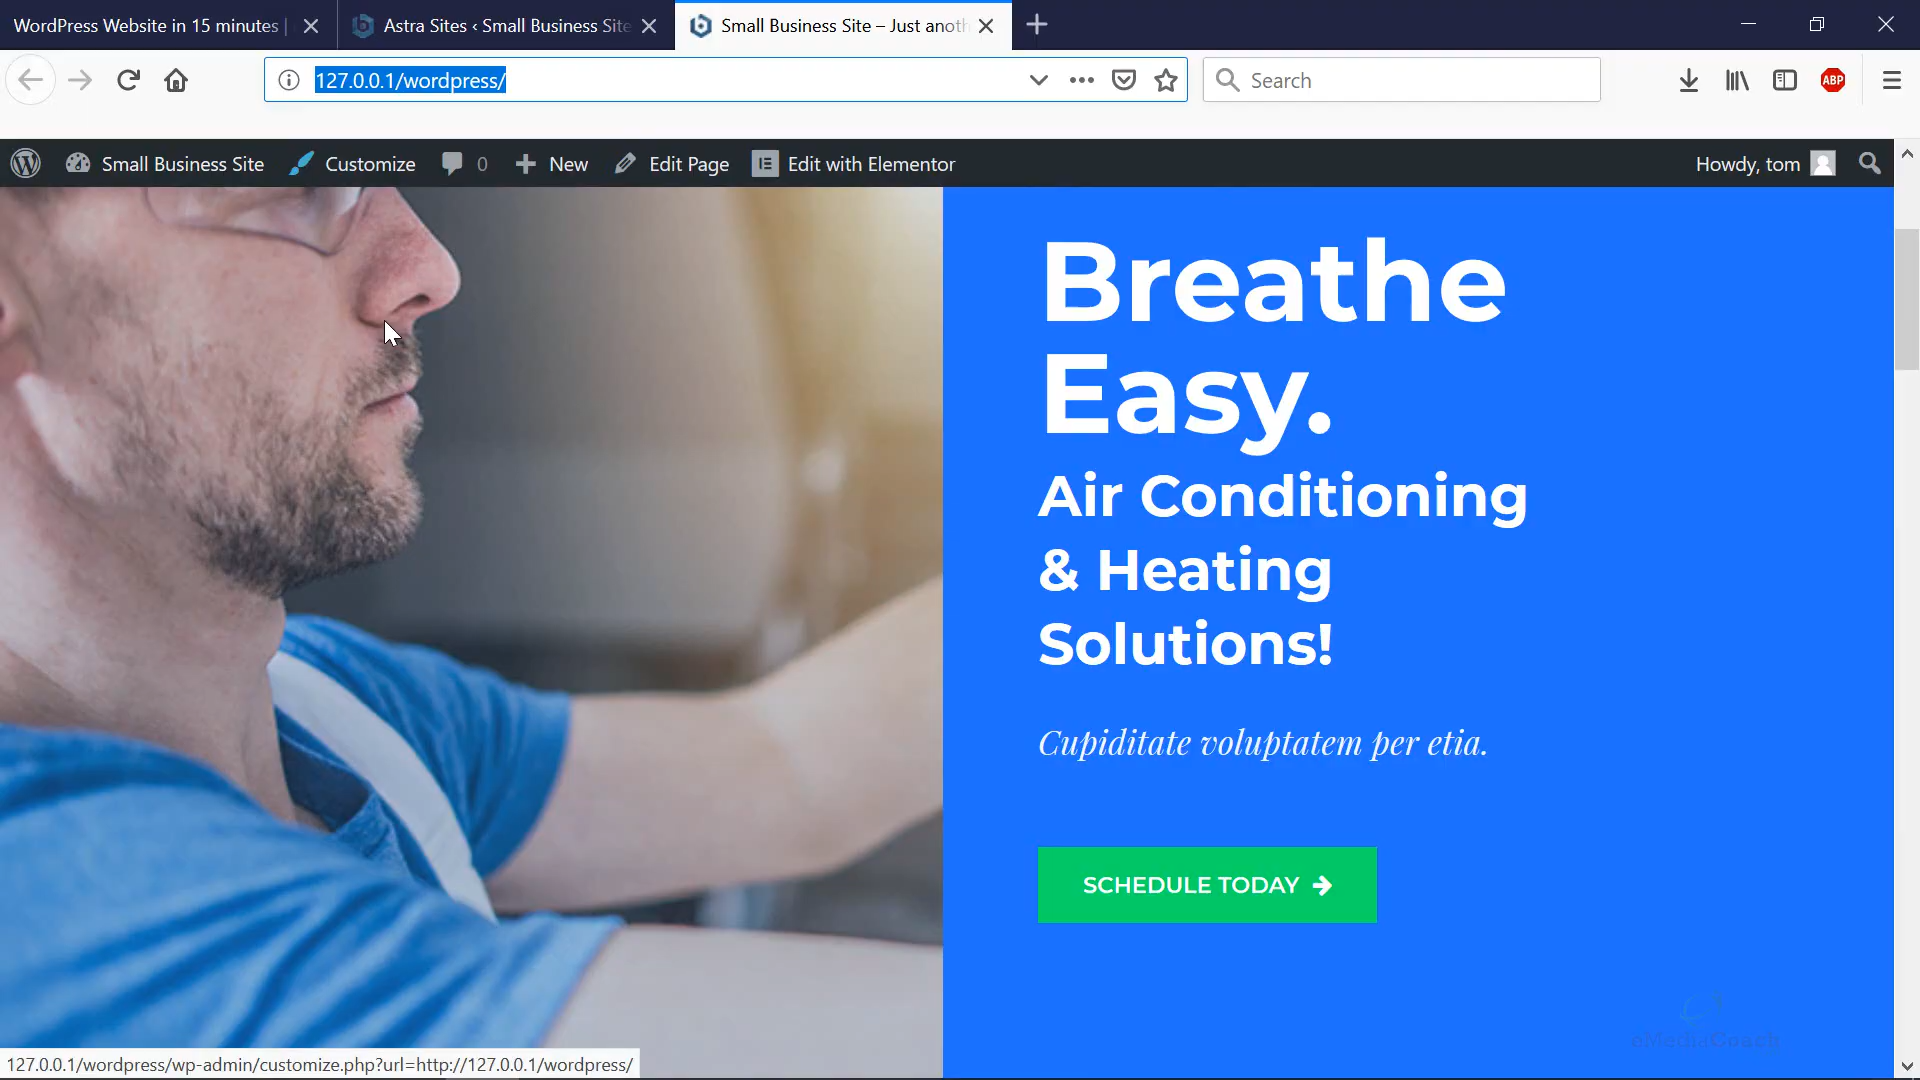 WordPress Website in 15 minutes |
Astra Sites ‹ Small Business Site
Small Business Site – Just anoth
127.0.0.1/wordpress/
Search
ABP
Small Business Site
Customize
0
New
Edit Page
Edit with Elementor
Howdy, tom
Breathe
Easy.
Air Conditioning
& Heating
Solutions!
Cupiditate voluptatem per etia.
SCHEDULE TODAY
eMediaCoach
127.0.0.1/wordpress/wp-admin/customize.php?url=http://127.0.0.1/wordpress/